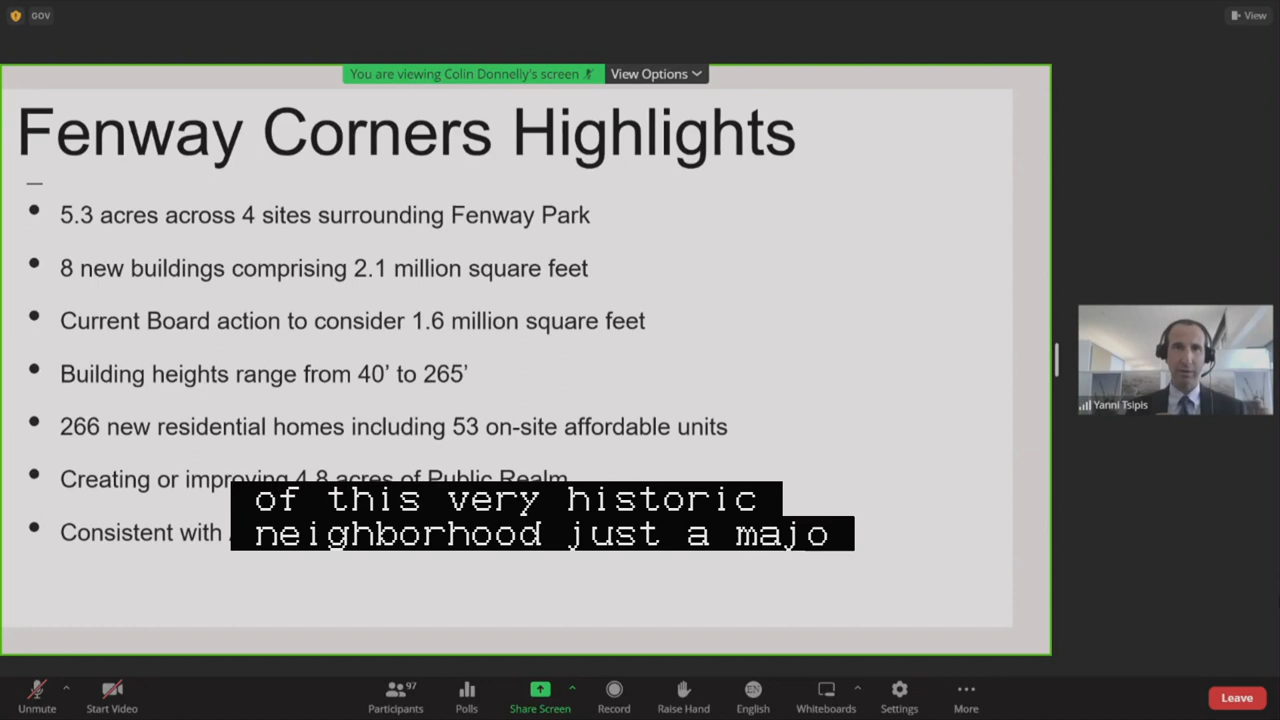 GOV
View
You are viewing Colin Donnelly's screen
View Options
Fenway Corners Highlights
5.3 acres across 4 sites surrounding Fenway Park
8 new buildings comprising 2.1 million square feet
Current Board action to consider 1.6 million square feet
Building heights range from 40’ to 265’
266 new residential homes including 53 on-site affordable units
Creating or improving 4.8 acres of Public Realm
Consistent with
of this very historic
neighborhood just a majo
Yanni Tsipis
97
EN
Unmute
Start Video
Participants
Polls
Share Screen
Record
Raise Hand
English
Whiteboards
Settings
More
Leave